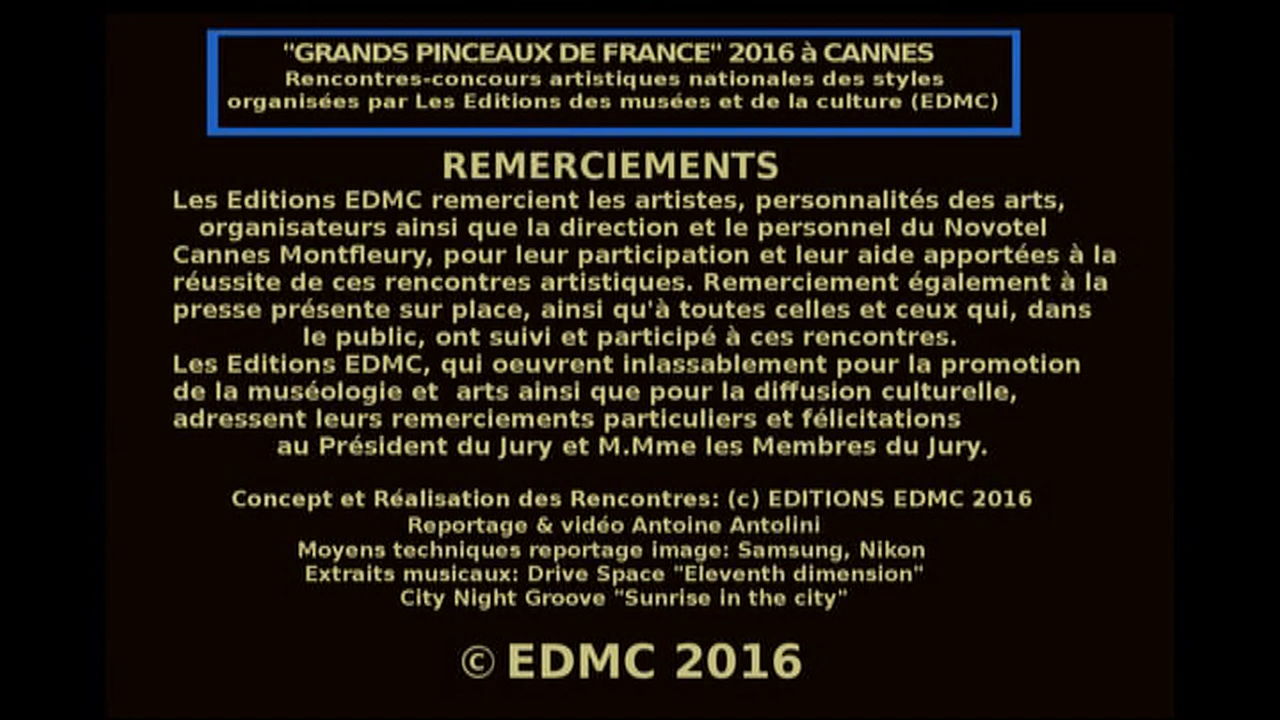 "GRANDS PINCEAUX DE FRANCE" 2016 à CANNES
Rencontres-concours artistiques nationales des styles
organisées par Les Editions des musées et de la culture (EDMC)
REMERCIEMENTS
Les Editions EDMC remercient les artistes, personnalités des arts,
organisateurs ainsi que la direction et le personnel du Novotel
Cannes Montfleury, pour leur participation et leur aide apportées à la
réussite de ces rencontres artistiques. Remerciement également à la
presse présente sur place, ainsi qu'à toutes celles et ceux qui, dans
le public, ont suivi et participé à ces rencontres.
Les Editions EDMC, qui oeuvrent inlassablement pour la promotion
de la muséologie et  arts ainsi que pour la diffusion culturelle,
adressent leurs remerciements particuliers et félicitations
au Président du Jury et M.Mme les Membres du Jury.
Concept et Réalisation des Rencontres: (c) EDITIONS EDMC 2016
Reportage & vidéo Antoine Antolini
Moyens techniques reportage image: Samsung, Nikon
Extraits musicaux: Drive Space "Eleventh dimension"
City Night Groove "Sunrise in the city"
© EDMC 2016